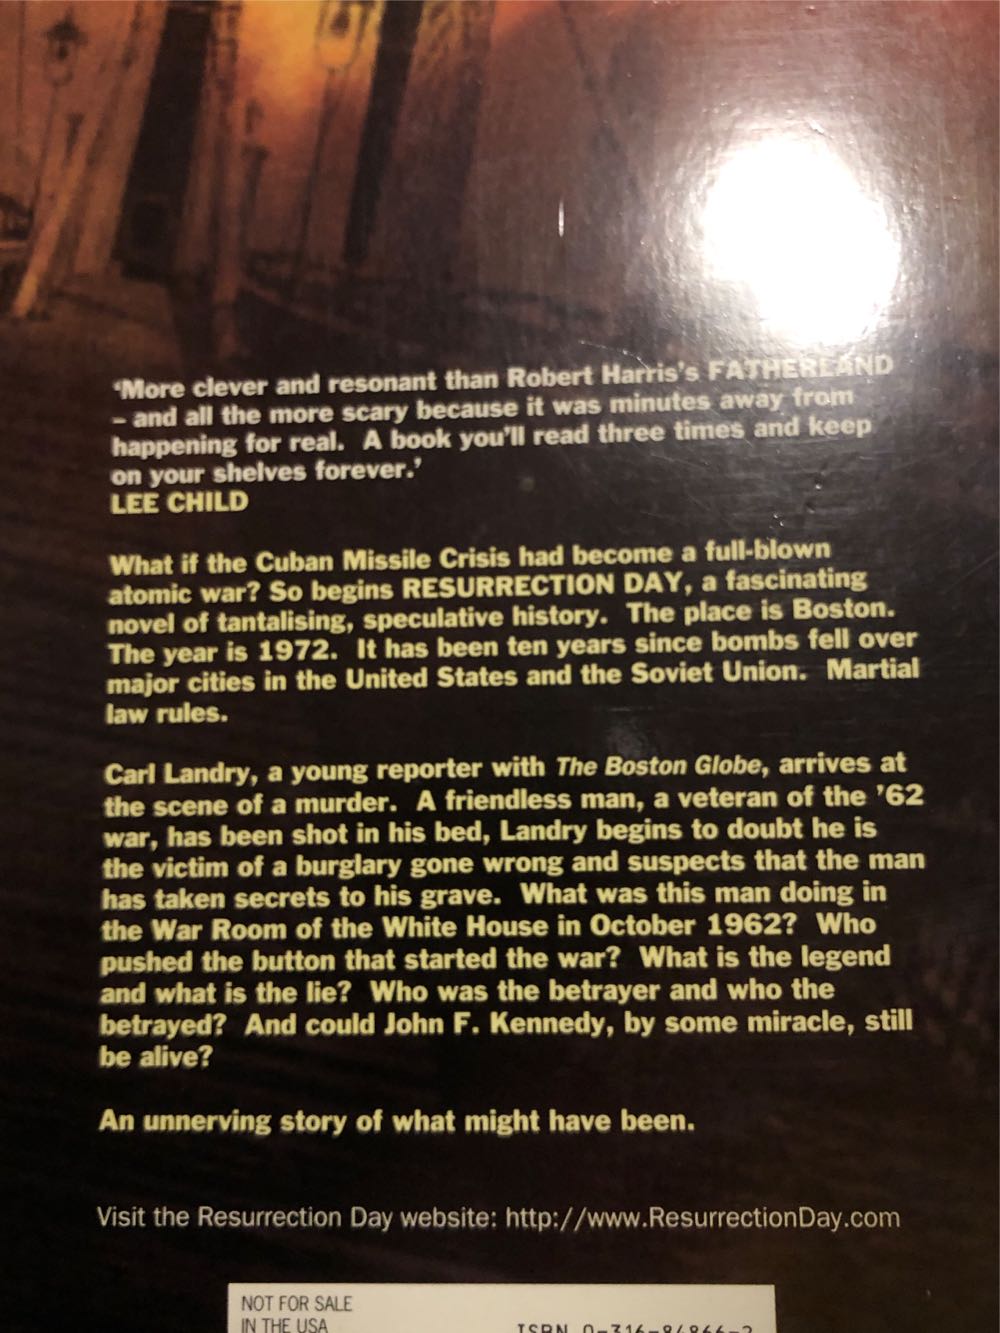 ‘More clever and resonant than Robert Harris’s FATHERLAND
– and all the more scary because it was minutes away from
happening for real. A book you’ll read three times and keep
on your shelves forever.’
LEE CHILD
What if the Cuban Missile Crisis had become a full-blown
atomic war? So begins RESURRECTION DAY, a fascinating
novel of tantalising, speculative history. The place is Boston.
The year is 1972. It has been ten years since bombs fell over
major cities in the United States and the Soviet Union. Martial
law rules.
Carl Landry, a young reporter with The Boston Globe, arrives at
the scene of a murder. A friendless man, a veteran of the ’62
war, has been shot in his bed, Landry begins to doubt he is
the victim of a burglary gone wrong and suspects that the man
has taken secrets to his grave. What was this man doing in
the War Room of the White House in October 1962? Who
pushed the button that started the war? What is the legend
and what is the lie? Who was the betrayer and who the
betrayed? And could John F. Kennedy, by some miracle, still
be alive?
An unnerving story of what might have been.
Visit the Resurrection Day website: http://www.ResurrectionDay.com
NOT FOR SALE
IN THE USA
ISBN 0-316-84866-2